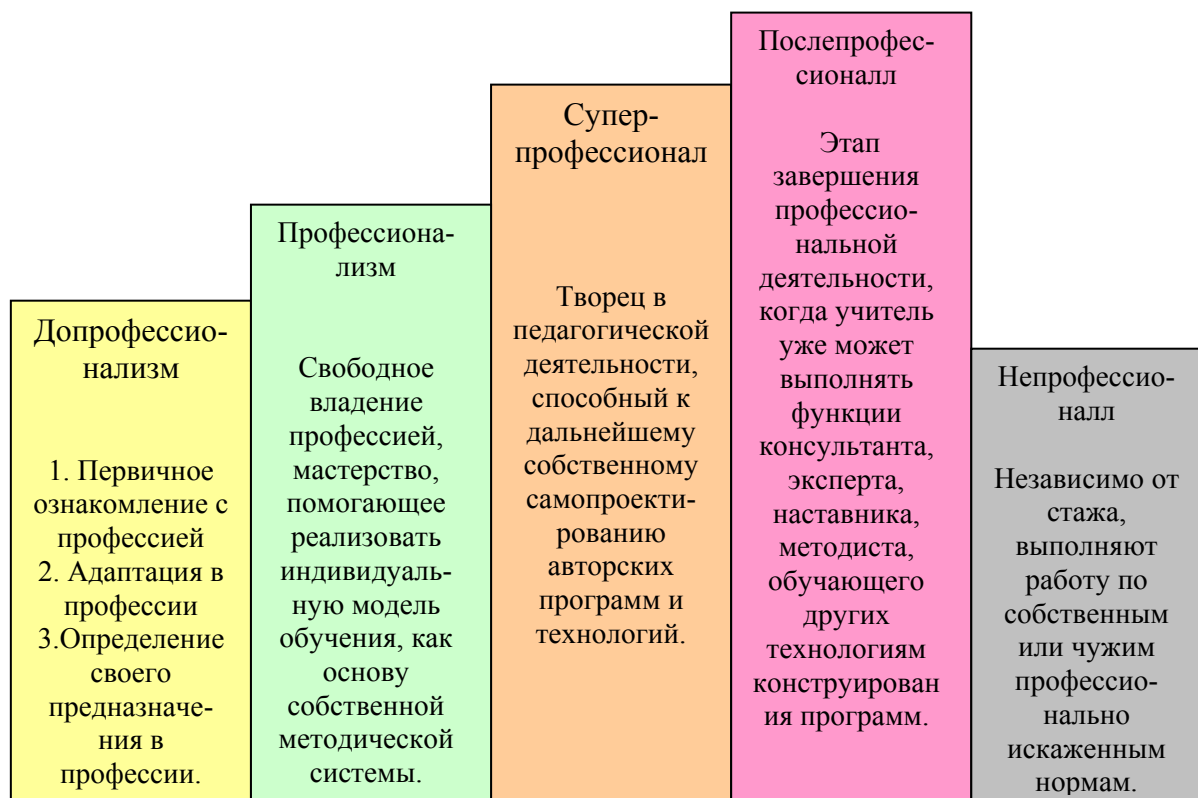 Допрофессио-
нализм
1. Первичное
ознакомление с
профессией
2. Адаптация в
профессии
3.Определение
своего
предназначе-
ния в
профессии.
Профессиона-
лизм
Свободное
владение
профессией,
мастерство,
помогающее
реализовать
индивидуаль-
ную модель
обучения, как
основу
собственной
методической
системы.
Супер-
профессионал
Творец в
педагогической
деятельности,
способный к
дальнейшему
собственному
самопроекти-
рованию
авторских
программ и
технологий.
Послепрофес-
сионалл
Этап
завершения
профессио-
нальной
деятельности,
когда учитель
уже может
выполнять
функции
консультанта,
эксперта,
наставника,
методиста,
обучающего
других
технологиям
конструирован
ия программ.
Непрофессио-
налл
Независимо от
стажа,
выполняют
работу по
собственным
или чужим
профессио-
нально
искаженным
нормам.